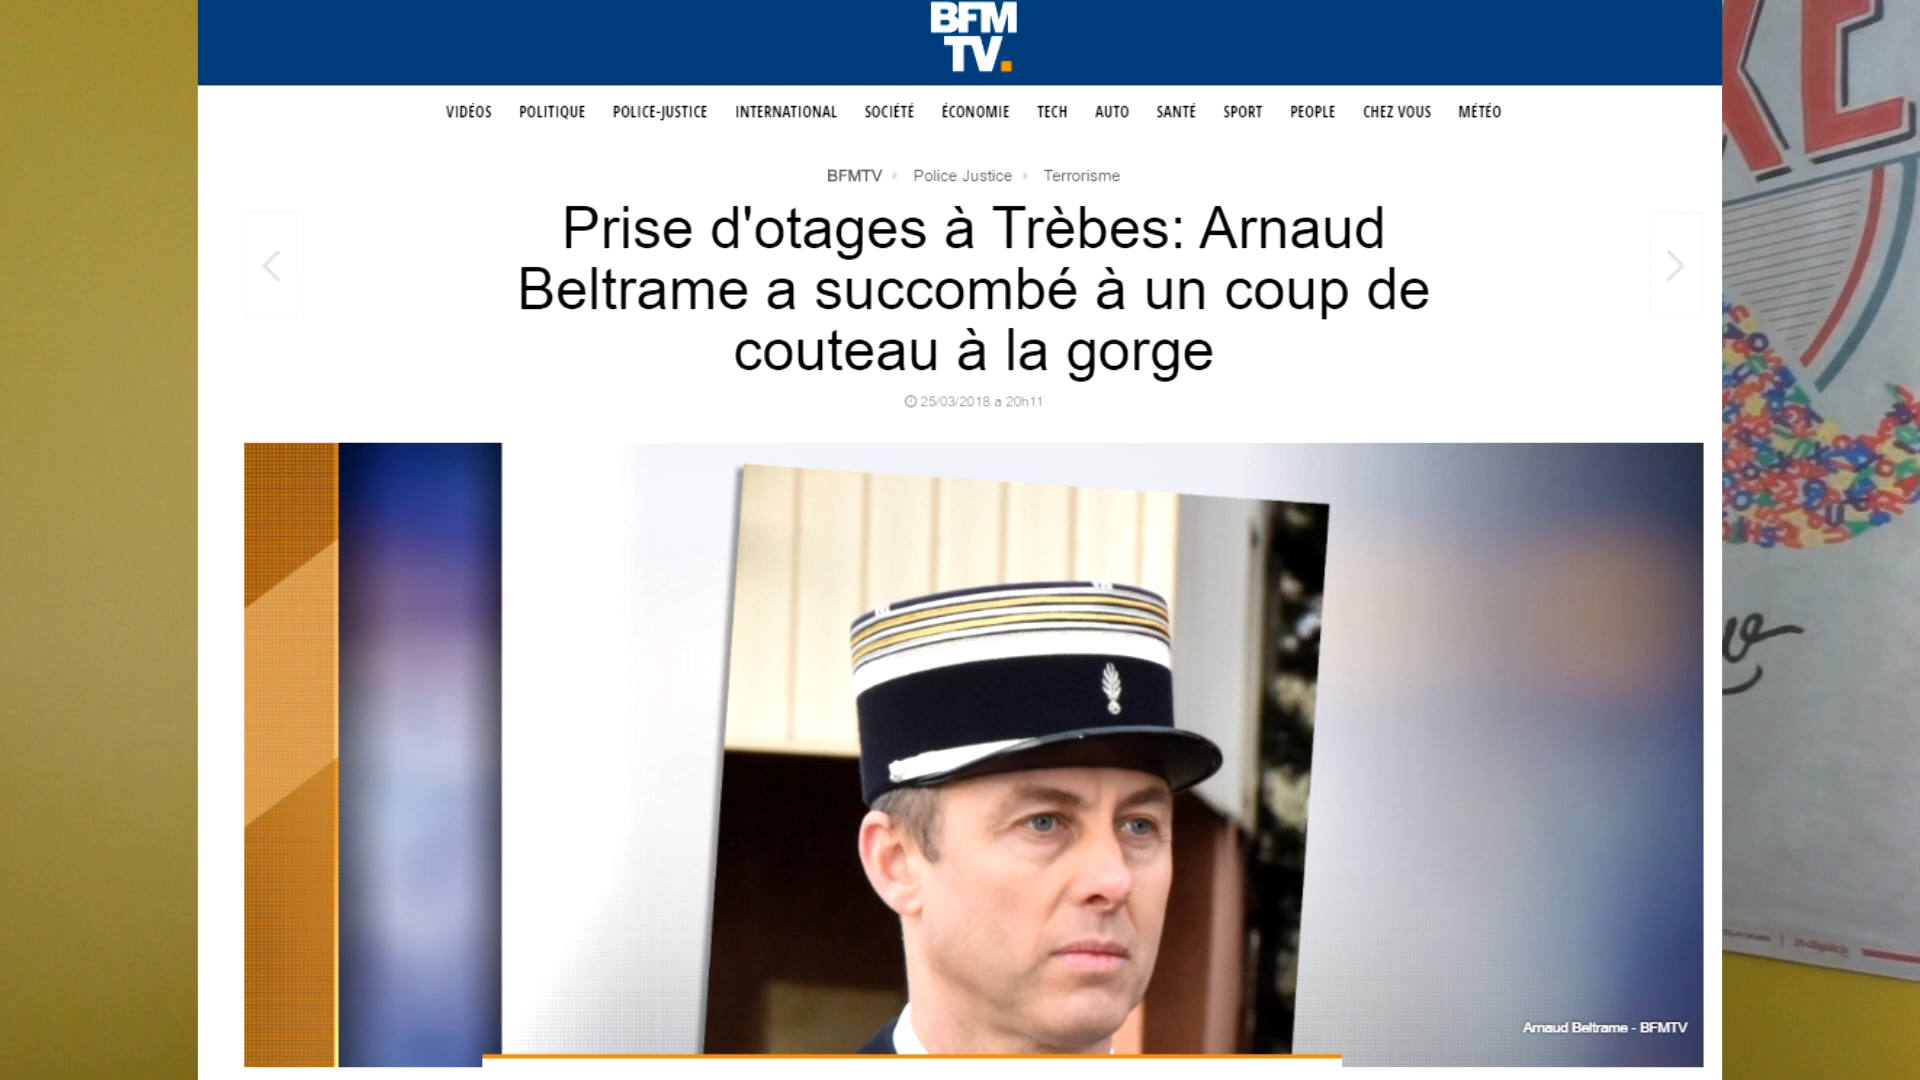 BFM
TV.
VIDÉOS POLITIQUE POLICE-JUSTICE INTERNATIONAL SOCIÉTÉ ÉCONOMIE TECH AUTO SANTÉ SPORT PEOPLE CHEZ VOUS MÉTÉO
BFMTV Police Justice Terrorisme
Prise d'otages à Trèbes: Arnaud
Beltrame a succombé à un coup de
couteau à la gorge
25/03/2018 à 20h11
Arnaud Beltrame - BFMTV